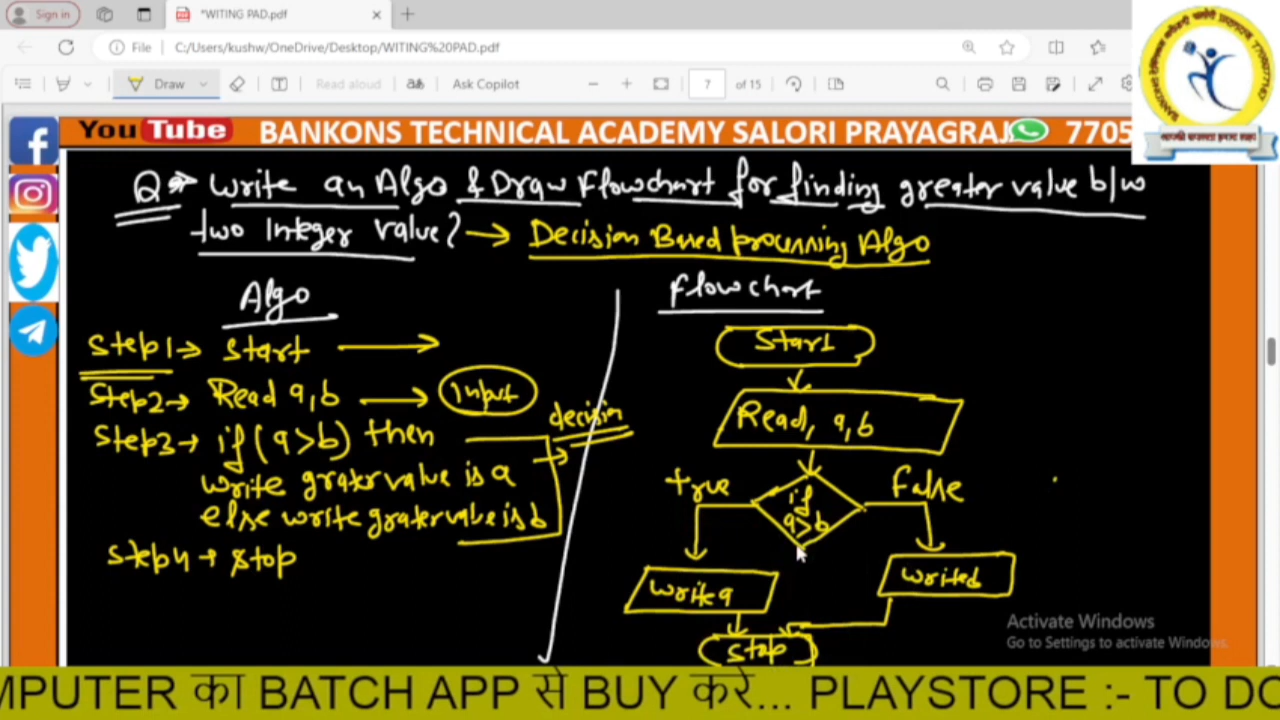 Sign in
*WITING PAD.pdf
File C:/Users/kushw/OneDrive/Desktop/WITING%20PAD.pdf
Draw Read aloud Ask Copilot 7 of 15
You Tube BANKONS TECHNICAL ACADEMY SALORI PRAYAGRAJ 7705
Q→ Write an Algo & Draw Flowchart for finding greater value b/w
two Integer value? → Decision Based processing Algo
Algo
Step1→ Start →
Step2→ Read a,b → Input
Step3→ if (a>b) then decision
write grater value is a
else write grater value is b
Step4→ Stop
Flowchart
Start
Read, a,b
true if a>b false
write a write b
Stop
Activate Windows
Go to Settings to activate Windows.
MPUTER का BATCH APP से BUY करे... PLAYSTORE :- TO DO